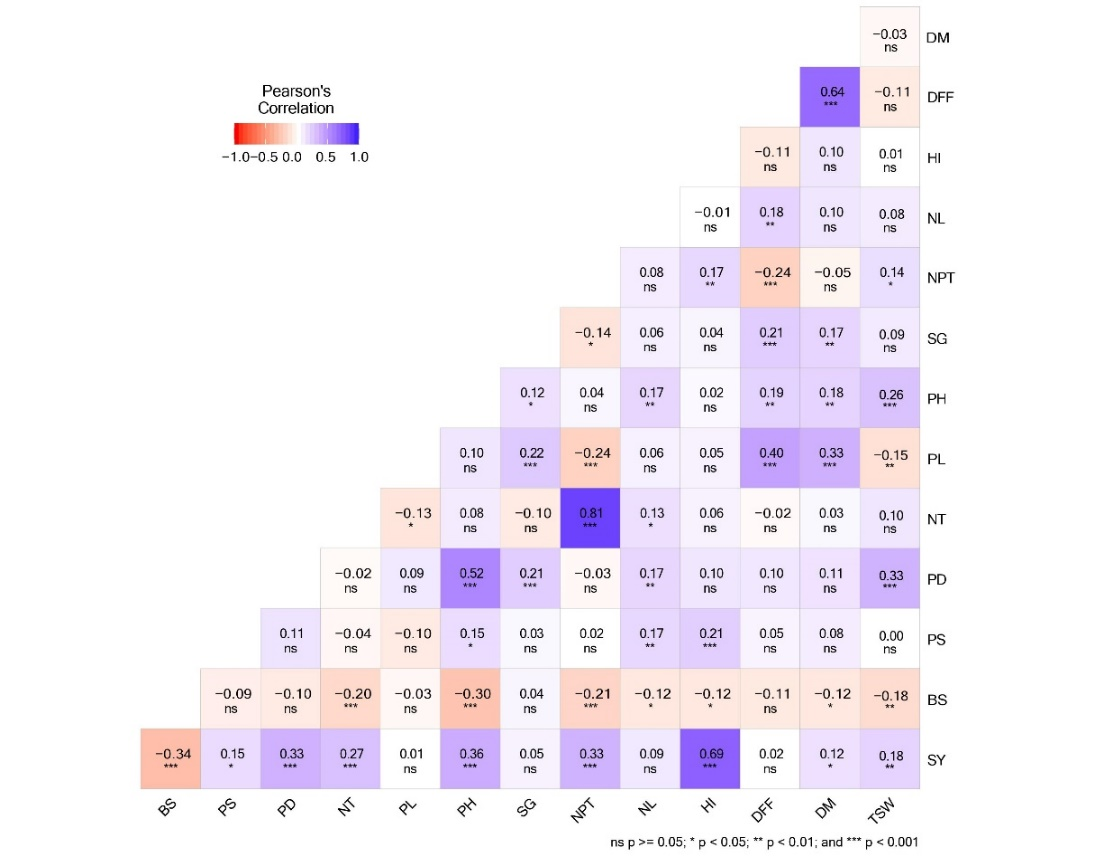 −0.03 DM
ns
Pearson's
Correlation
−1.0 −0.5 0.0 0.5 1.0
0.64 −0.11 DFF
*** ns
−0.11 0.10 0.01 HI
ns ns ns
−0.01 0.18 0.10 0.08 NL
ns ** ns ns
0.08 0.17 −0.24 −0.05 0.14 NPT
ns ** *** ns *
−0.14 0.06 0.04 0.21 0.17 0.09 SG
* ns ns *** ** ns
0.12 0.04 0.17 0.02 0.19 0.18 0.26 PH
* ns ** ns ** ** ***
0.10 0.22 −0.24 0.06 0.05 0.40 0.33 −0.15 PL
ns *** *** ns ns *** *** **
−0.13 0.08 −0.10 0.81 0.13 0.06 −0.02 0.03 0.10 NT
* ns ns *** * ns ns ns ns
−0.02 0.09 0.52 0.21 −0.03 0.17 0.10 0.10 0.11 0.33 PD
ns ns *** *** ns ** ns ns ns ***
0.11 −0.04 −0.10 0.15 0.03 0.02 0.17 0.21 0.05 0.08 0.00 PS
ns ns ns * ns ns ** *** ns ns ns
−0.09 −0.10 −0.20 −0.03 −0.30 0.04 −0.21 −0.12 −0.12 −0.11 −0.12 −0.18 BS
ns ns *** ns *** ns *** * * ns * **
−0.34 0.15 0.33 0.27 0.01 0.36 0.05 0.33 0.09 0.69 0.02 0.12 0.18 SY
*** * *** *** ns *** ns *** ns *** ns * **
BS PS PD NT PL PH SG NPT NL HI DFF DM TSW
ns p >= 0.05; * p < 0.05; ** p < 0.01; and *** p < 0.001